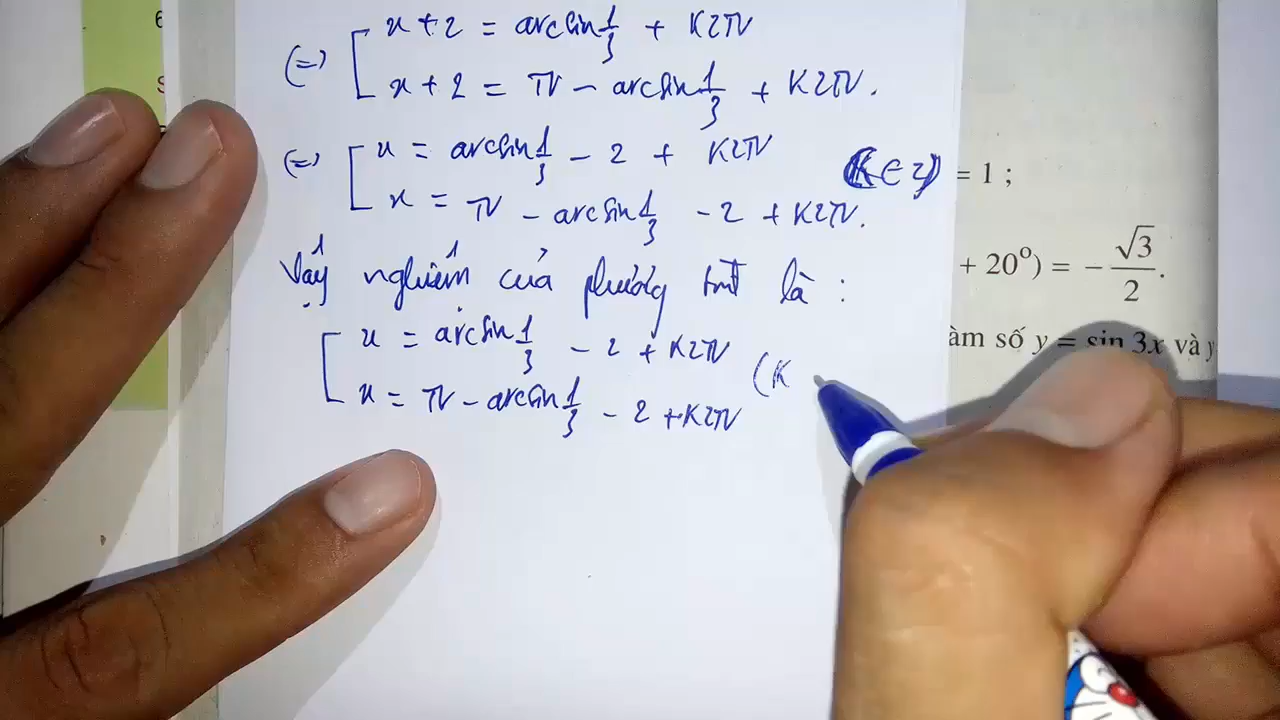 (=) [ x + 2 = arcsin 1/3 + K2π
x + 2 = π - arcsin 1/3 + K2π.
(=) [ x = arcsin 1/3 - 2 + K2π
x = π - arcsin 1/3 - 2 + K2π. (K ∈ Z)
Vậy nghiệm của phương trì là :
[ x = arcsin 1/3 - 2 + K2π
x = π - arcsin 1/3 - 2 + K2π (K
= 1 ;
+ 20°) = -√3/2.
àm số y = sin 3x và y
6
S